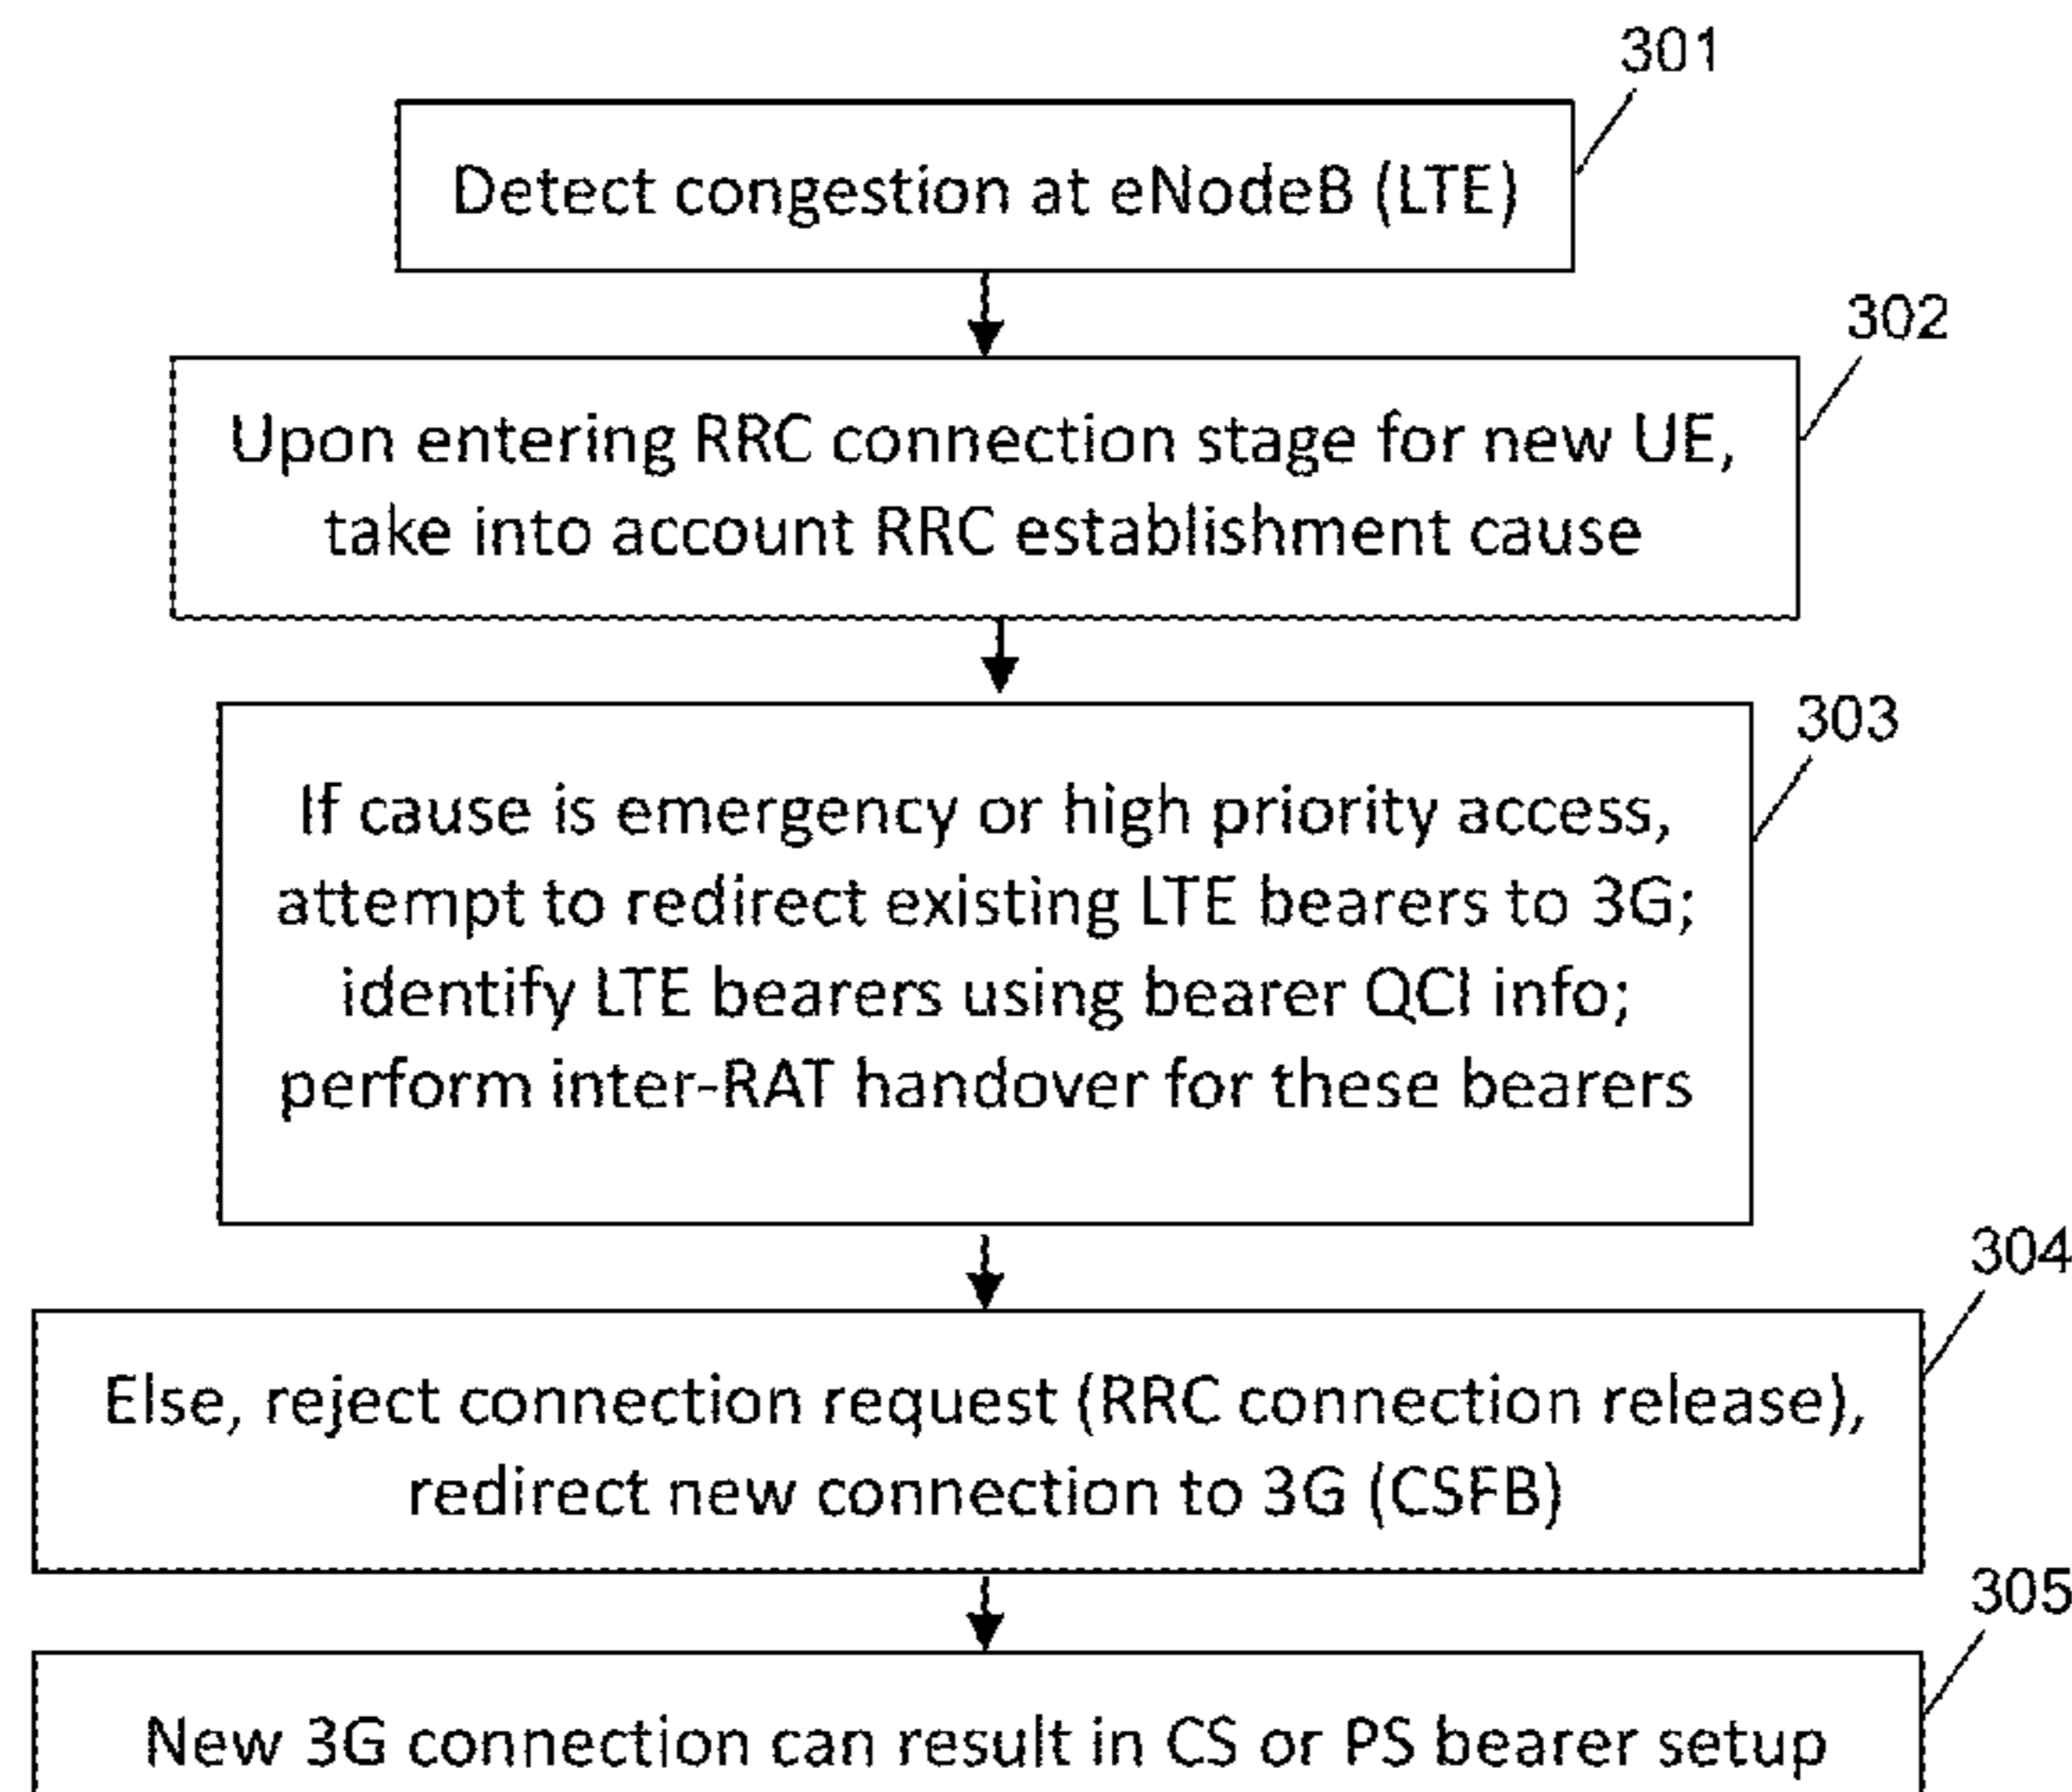 301
Detect congestion at eNodeB (LTE)
302
Upon entering RRC connection stage for new UE,
take into account RRC establishment cause
303
If cause is emergency or high priority access,
attempt to redirect existing LTE bearers to 3G;
identify LTE bearers using bearer QCI info;
perform inter-RAT handover for these bearers
304
Else, reject connection request (RRC connection release),
redirect new connection to 3G (CSFB)
305
New 3G connection can result in CS or PS bearer setup